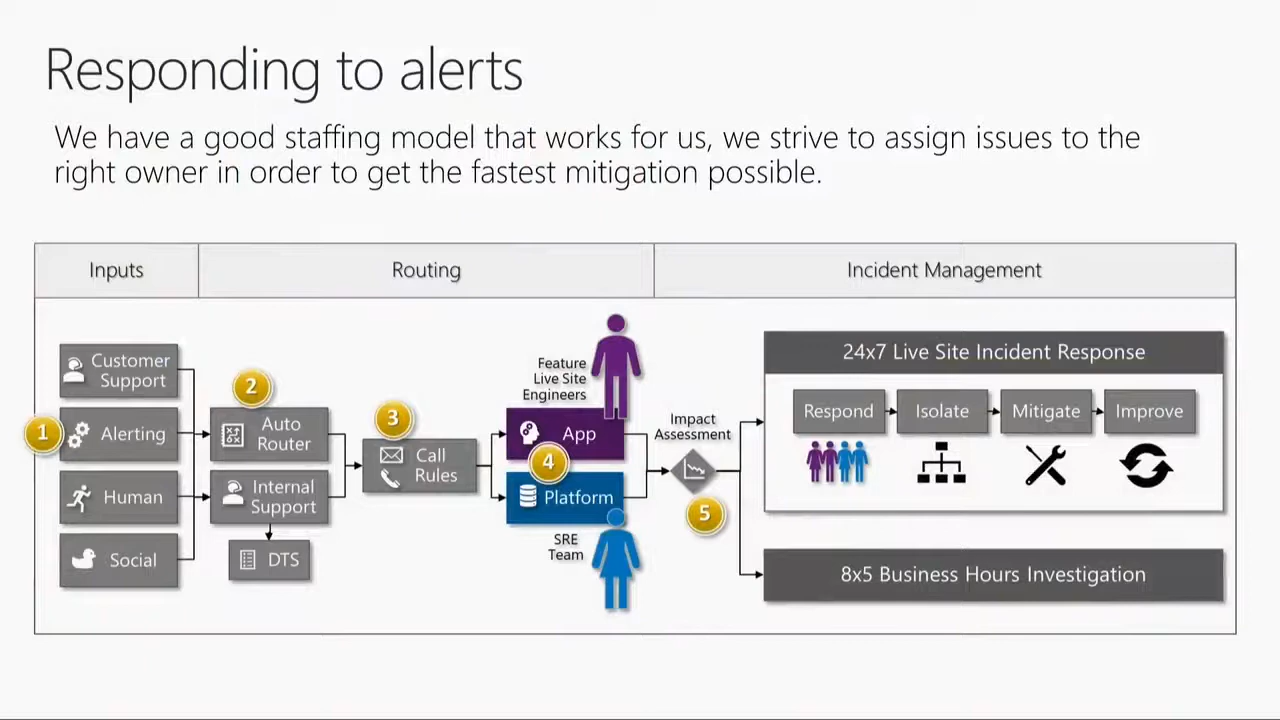 Responding to alerts
We have a good staffing model that works for us, we strive to assign issues to the
right owner in order to get the fastest mitigation possible.
Inputs
Routing
Incident Management
Customer
Support
1
Alerting
Human
Social
2
Auto
Router
Internal
Support
DTS
3
Call
Rules
Feature
Live Site
Engineers
App
4
Platform
SRE
Team
Impact
Assessment
5
24x7 Live Site Incident Response
Respond
Isolate
Mitigate
Improve
8x5 Business Hours Investigation